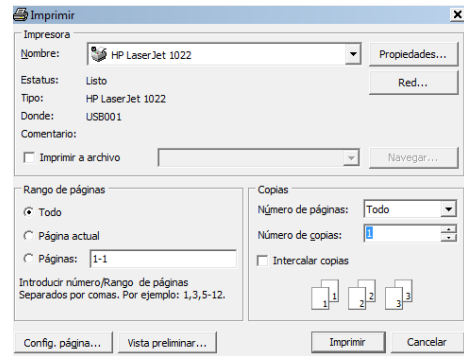 Imprimir
Impresora
Nombre: HP LaserJet 1022 Propiedades...
Estatus: Listo Red...
Tipo: HP LaserJet 1022
Donde: USB001
Comentario:
Imprimir a archivo Navegar...
Rango de páginas
Todo
Página actual
Páginas: 1-1
Introducir número/Rango de páginas
Separados por comas. Por ejemplo: 1,3,5-12.
Copias
Número de páginas: Todo
Número de copias: 1
Intercalar copias
1 1 2 2 3 3
Config. página... Vista preliminar... Imprimir Cancelar